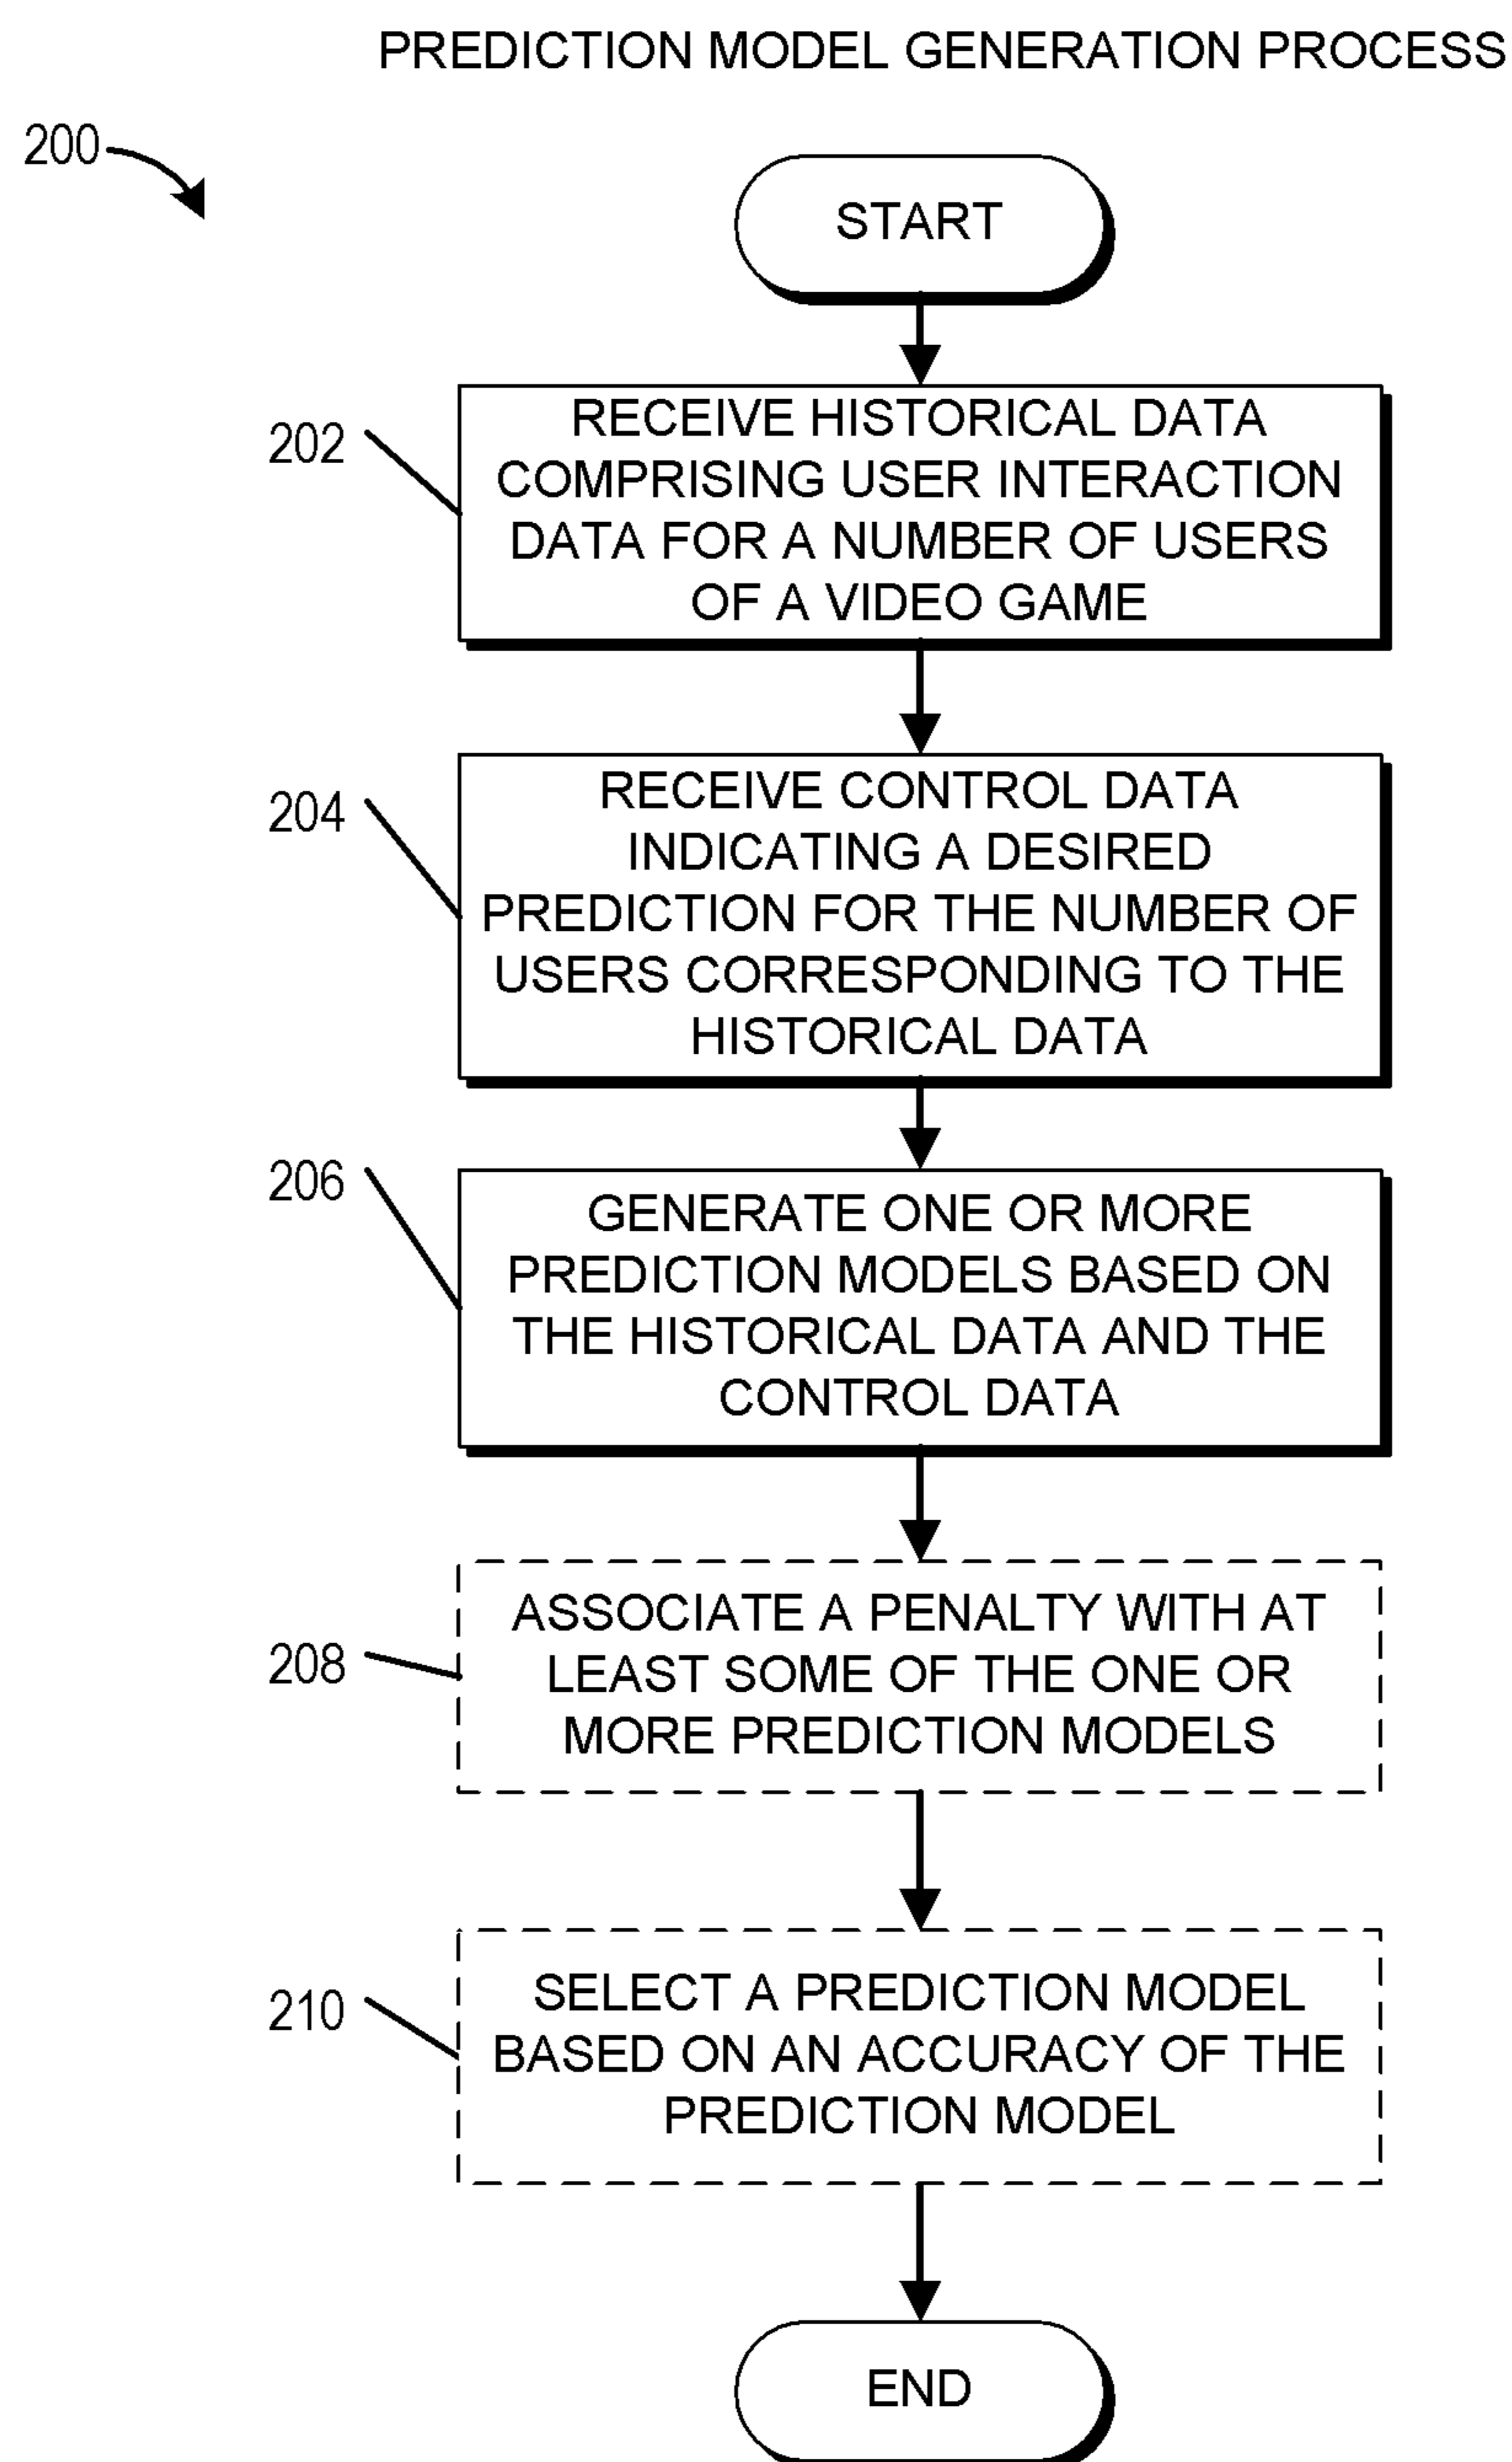 PREDICTION MODEL GENERATION PROCESS
200
START
202
RECEIVE HISTORICAL DATA
COMPRISING USER INTERACTION
DATA FOR A NUMBER OF USERS
OF A VIDEO GAME
204
RECEIVE CONTROL DATA
INDICATING A DESIRED
PREDICTION FOR THE NUMBER OF
USERS CORRESPONDING TO THE
HISTORICAL DATA
206
GENERATE ONE OR MORE
PREDICTION MODELS BASED ON
THE HISTORICAL DATA AND THE
CONTROL DATA
208
ASSOCIATE A PENALTY WITH AT
LEAST SOME OF THE ONE OR
MORE PREDICTION MODELS
210
SELECT A PREDICTION MODEL
BASED ON AN ACCURACY OF THE
PREDICTION MODEL
END